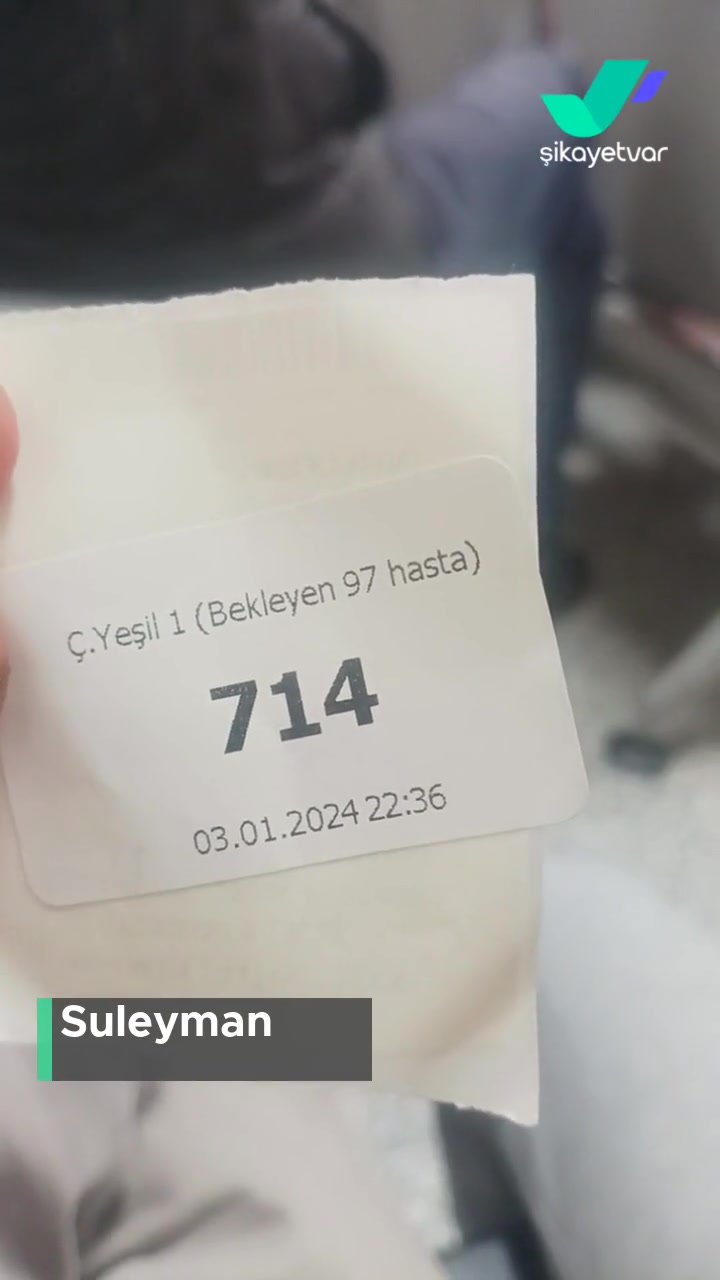 şikayetvar
Ç.Yeşil 1 (Bekleyen 97 hasta)
714
03.01.2024 22:36
Suleyman